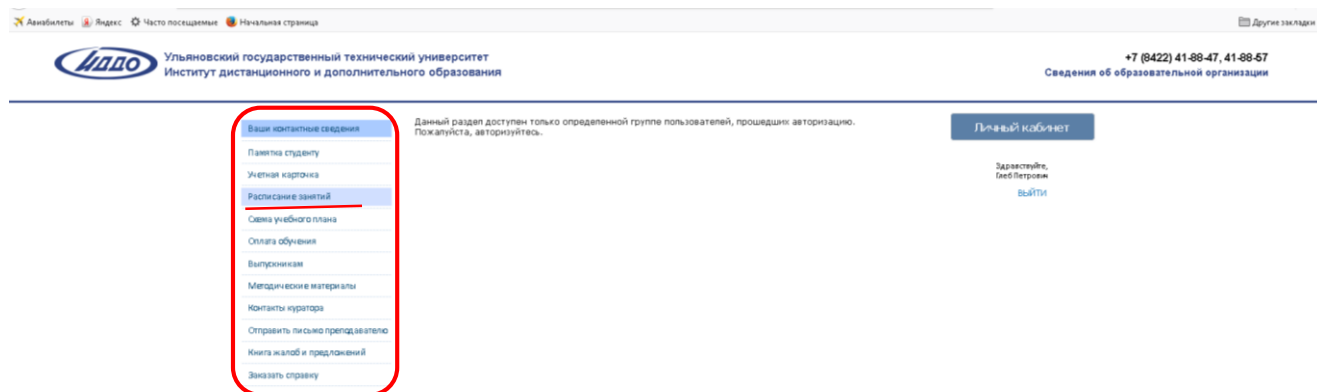 Авиабилеты Яндекс Часто посещаемые Начальная страница Другие закладки
ИДДО
Ульяновский государственный технический университет
Институт дистанционного и дополнительного образования
+7 (8422) 41-88-47, 41-88-57
Сведения об образовательной организации
Ваши контактные сведения
Памятка студенту
Учетная карточка
Расписание занятий
Схема учебного плана
Оплата обучения
Выпускникам
Методические материалы
Контакты куратора
Отправить письмо преподавателю
Книга жалоб и предложений
Заказать справку
Данный раздел доступен только определенной группе пользователей, прошедших авторизацию.
Пожалуйста, авторизуйтесь.
Личный кабинет
Здравствуйте,
Глеб Петрович
ВЫЙТИ